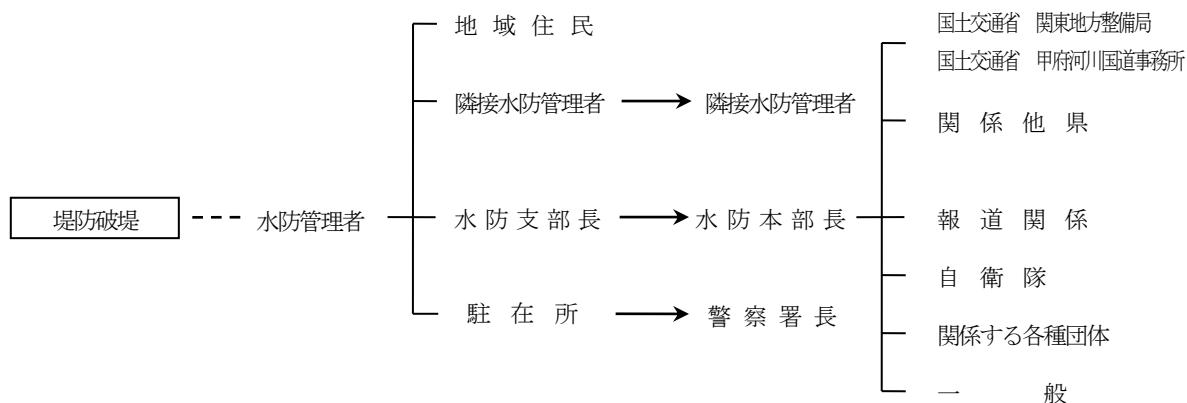 堤防破堤
水防管理者
地域住民
隣接水防管理者
水防支部長
駐在所
隣接水防管理者
水防本部長
警察署長
国土交通省 関東地方整備局
国土交通省 甲府河川国道事務所
関係他県
報道関係
自衛隊
関係する各種団体
一般